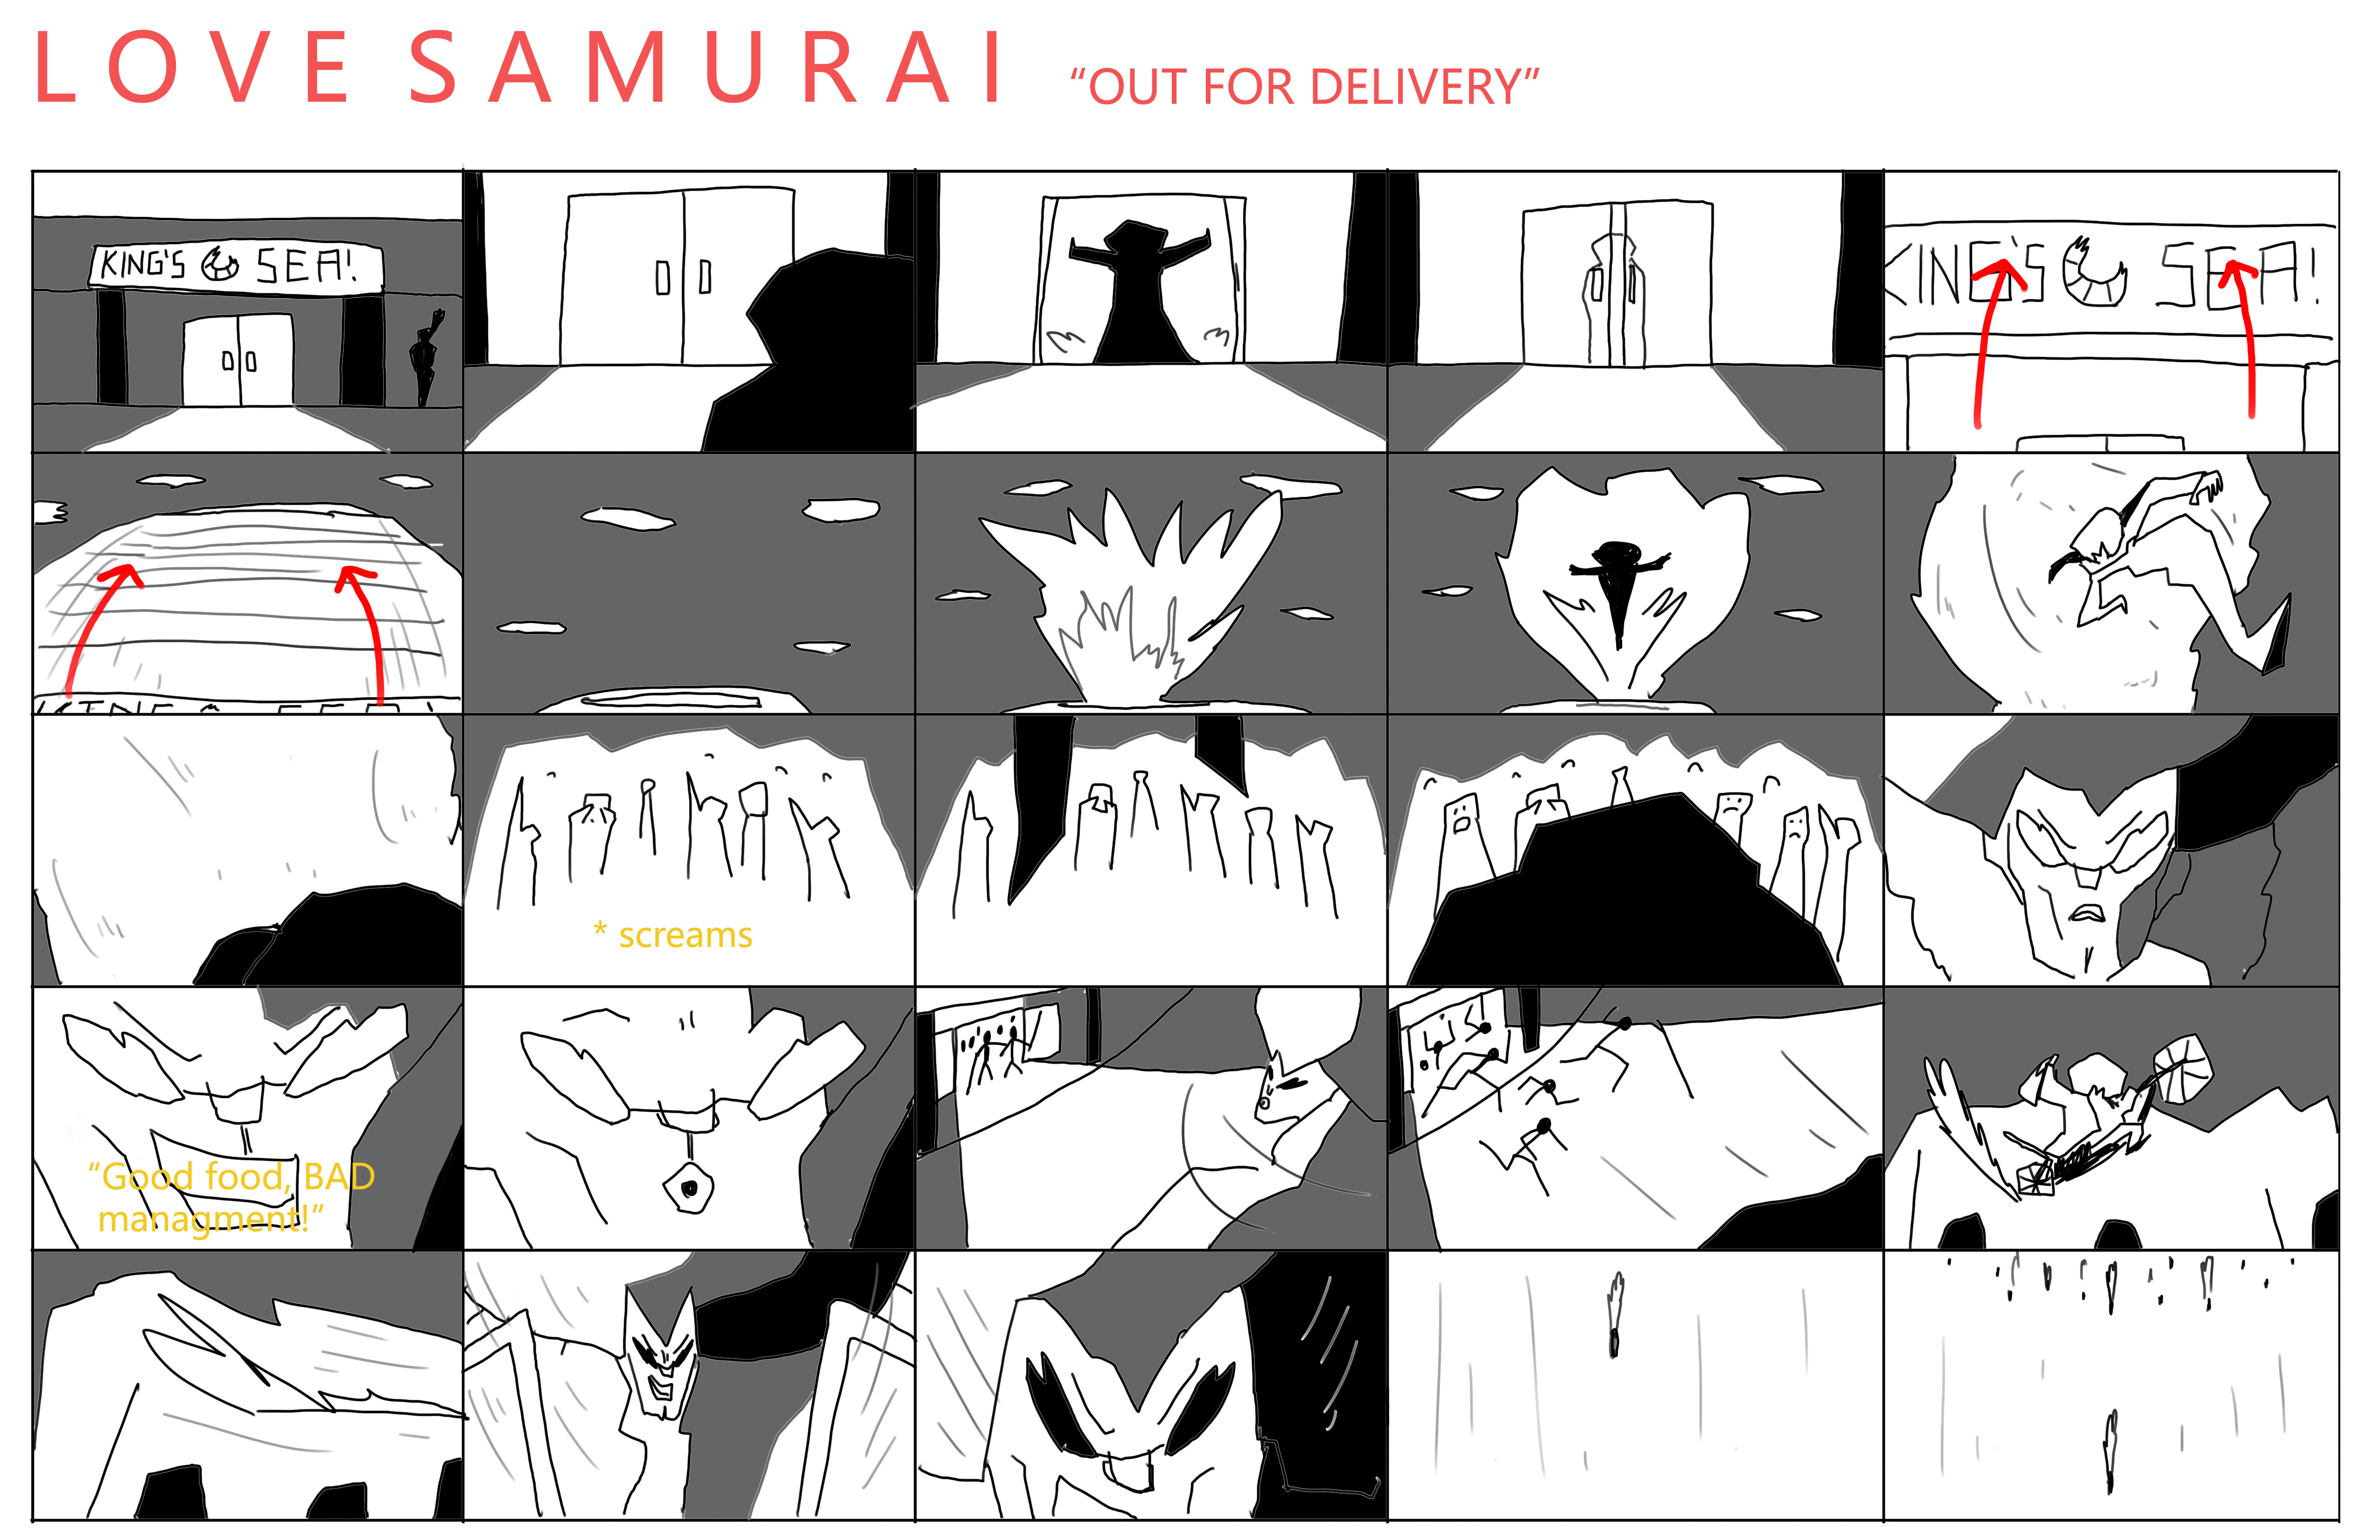 LOVE SAMURAI "OUT FOR DELIVERY"
KING'S SEA!
KING'S SEA!
* screams
"Good food, BAD
managment!"